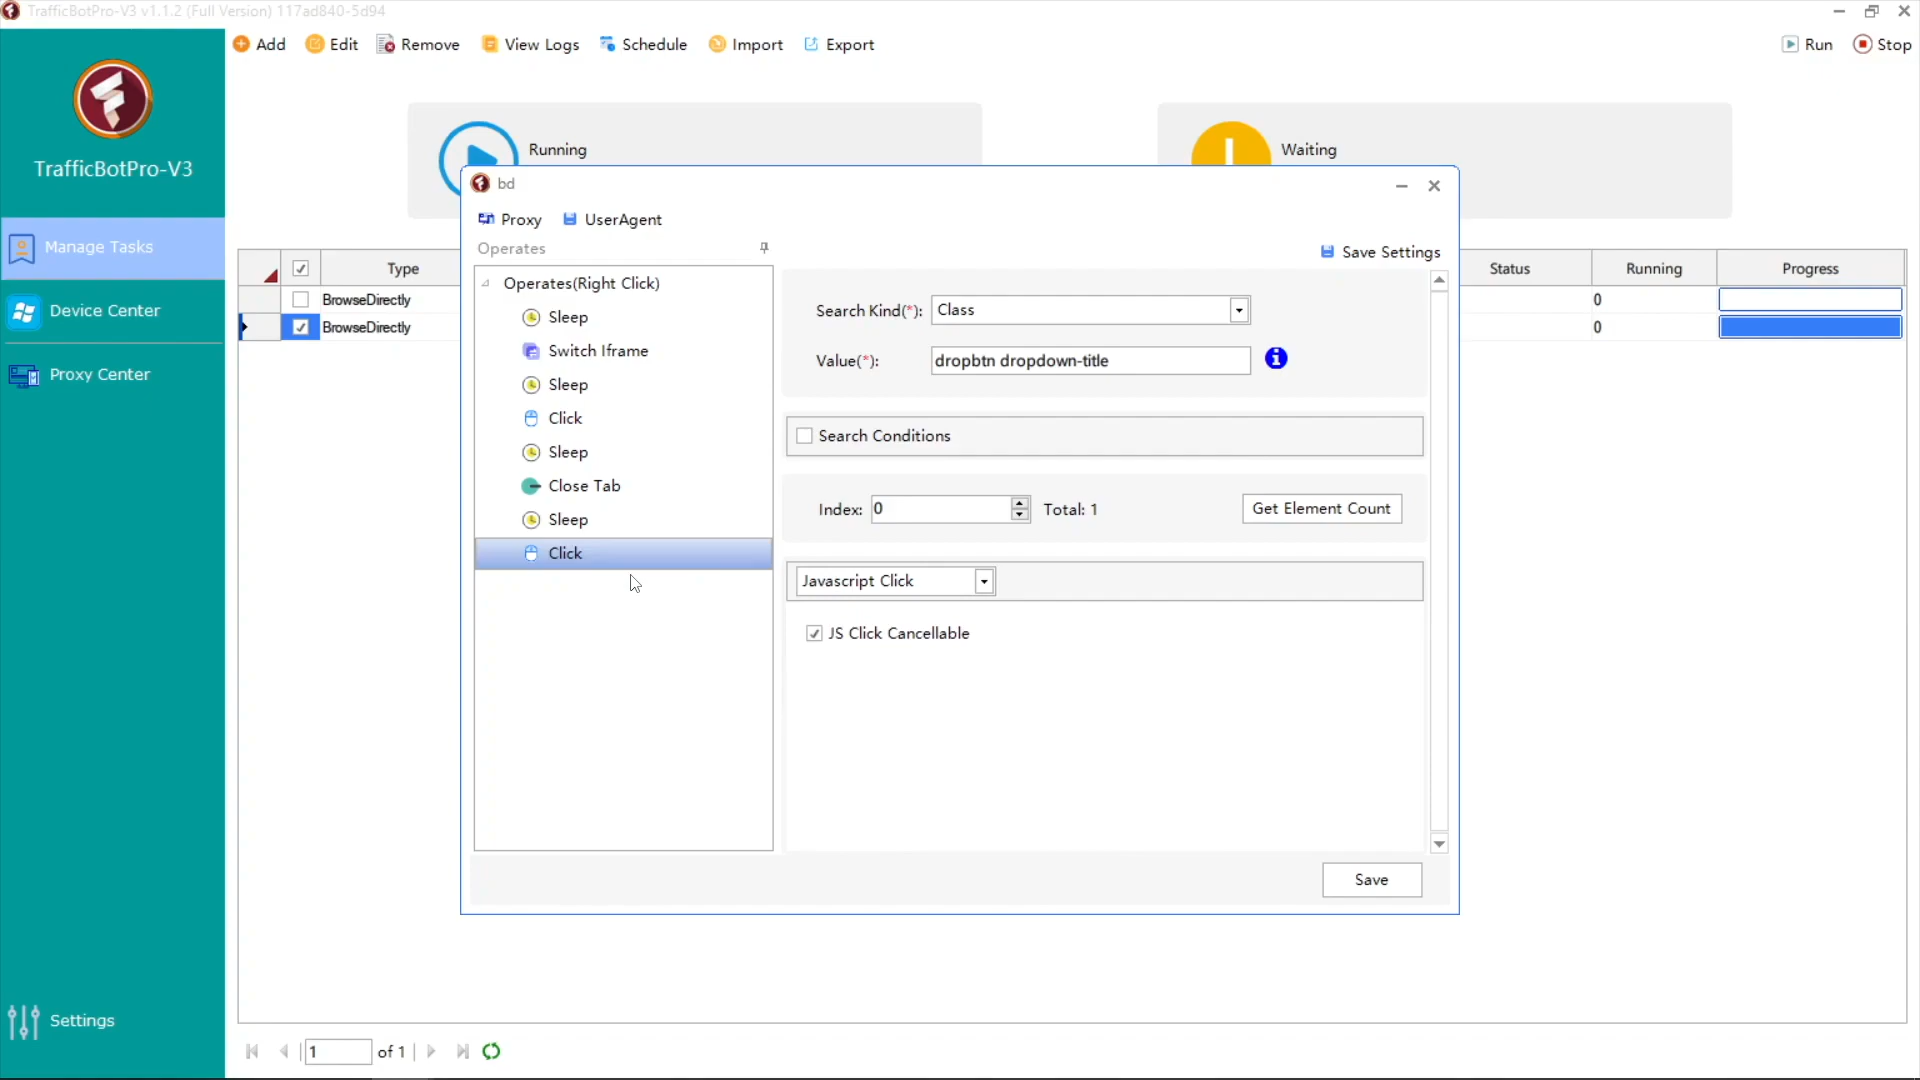 TrafficBotPro-V3 v1.1.2 (Full Version) 117ad840-5d94
Add Edit Remove View Logs Schedule Import Export Run Stop
TrafficBotPro-V3
Manage Tasks
Device Center
Proxy Center
Settings
Running
Waiting
Type Status Running Progress
BrowseDirectly 0
BrowseDirectly 0
bd
Proxy UserAgent
Operates
Save Settings
Operates(Right Click)
Sleep
Switch Iframe
Sleep
Click
Sleep
Close Tab
Sleep
Click
Search Kind(*): Class
Value(*): dropbtn dropdown-title
Search Conditions
Index: 0 Total: 1 Get Element Count
Javascript Click
JS Click Cancellable
Save
1 of 1